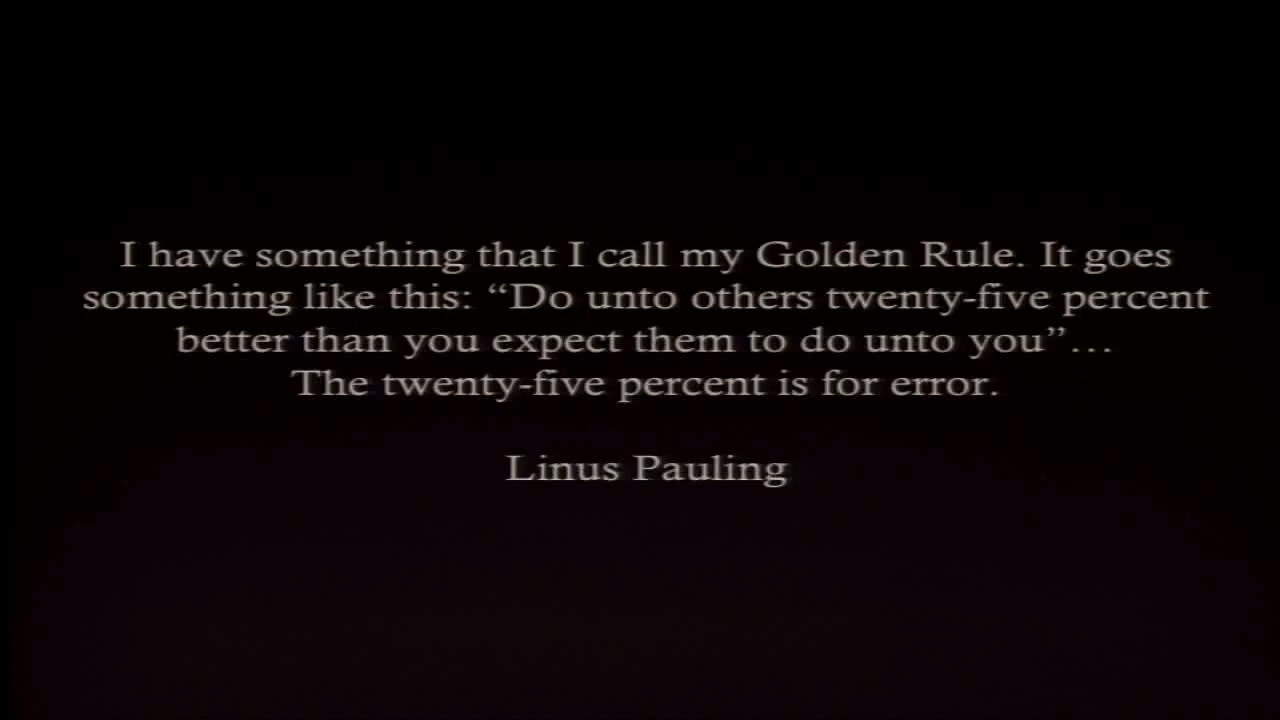 I have something that I call my Golden Rule. It goes
something like this: “Do unto others twenty-five percent
better than you expect them to do unto you”…
The twenty-five percent is for error.
Linus Pauling